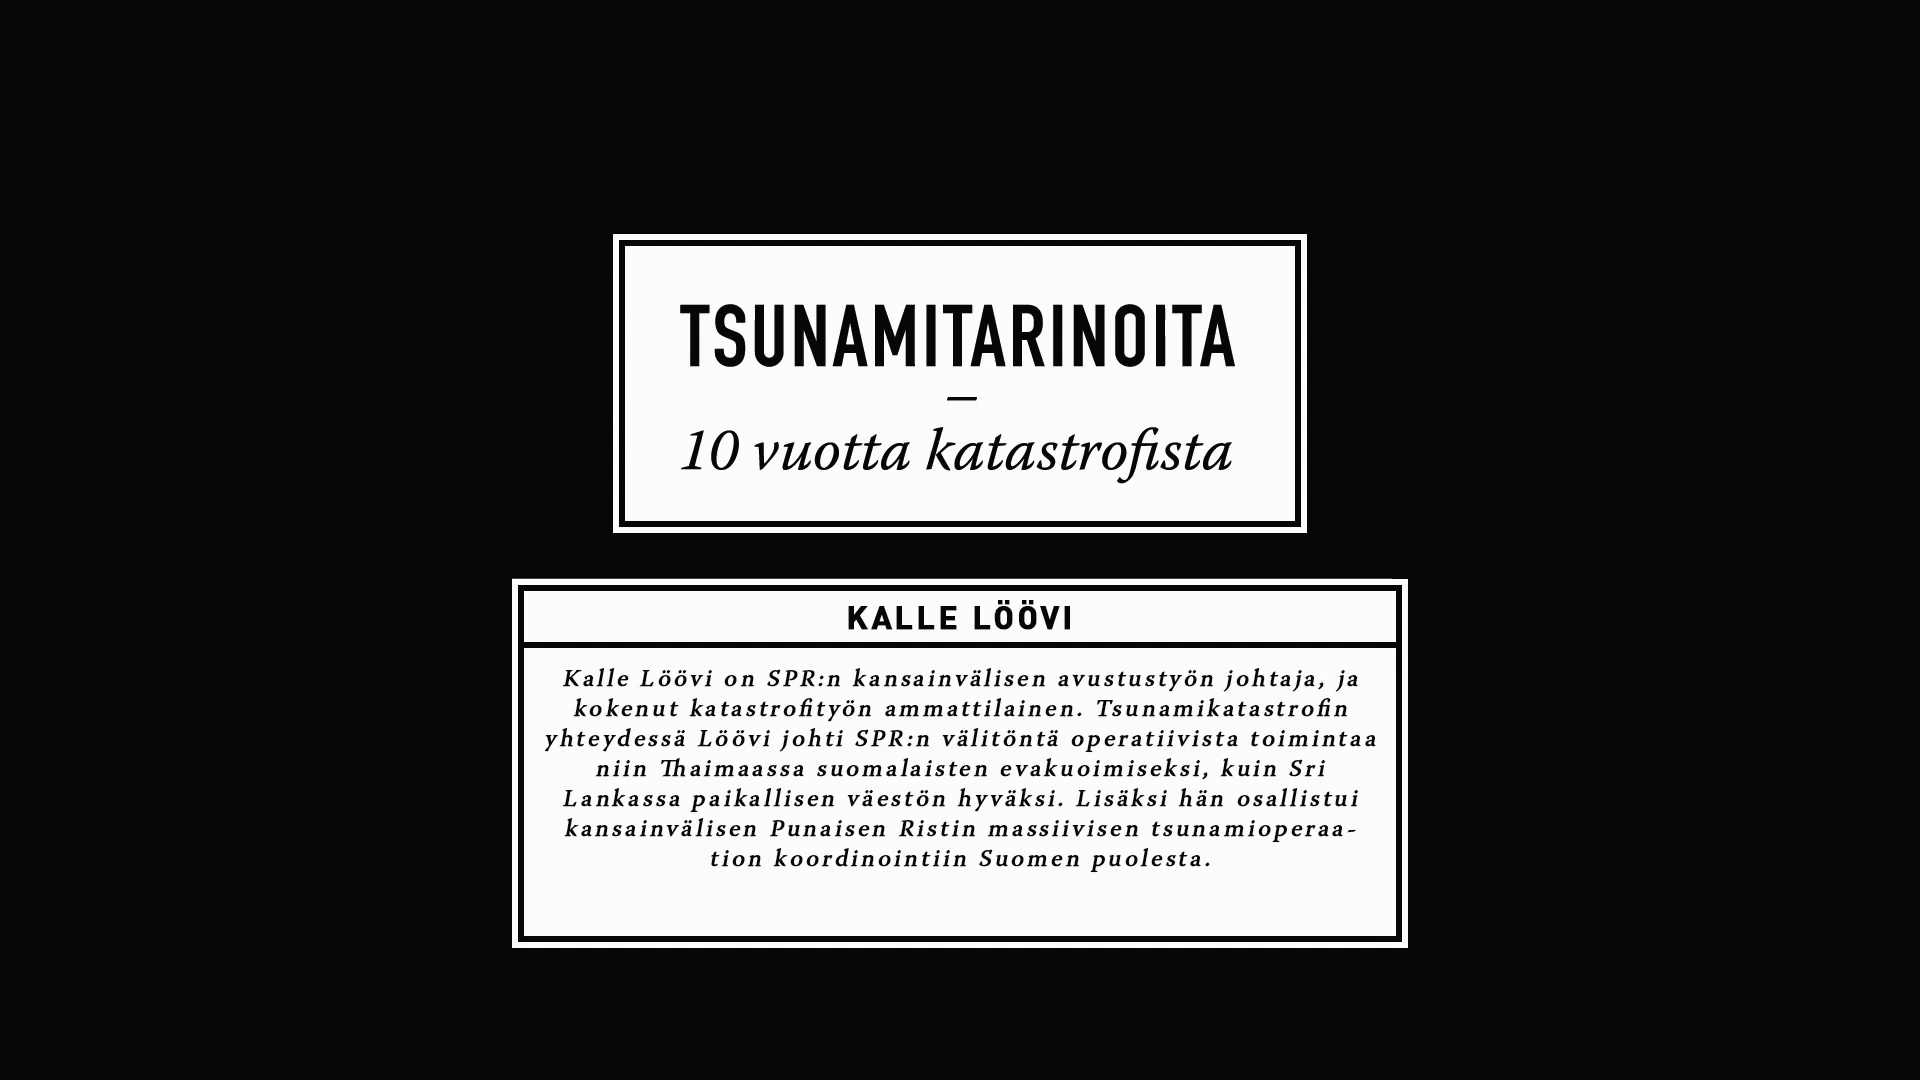 TSUNAMITARINOITA
–
10 vuotta katastrofista
KALLE LÖÖVI
Kalle Löövi on SPR:n kansainvälisen avustustyön johtaja, ja
kokenut katastrofityön ammattilainen. Tsunamikatastrofin
yhteydessä Löövi johti SPR:n välitöntä operatiivista toimintaa
niin Thaimaassa suomalaisten evakuoimiseksi, kuin Sri
Lankassa paikallisen väestön hyväksi. Lisäksi hän osallistui
kansainvälisen Punaisen Ristin massiivisen tsunamioperaa-
tion koordinointiin Suomen puolesta.